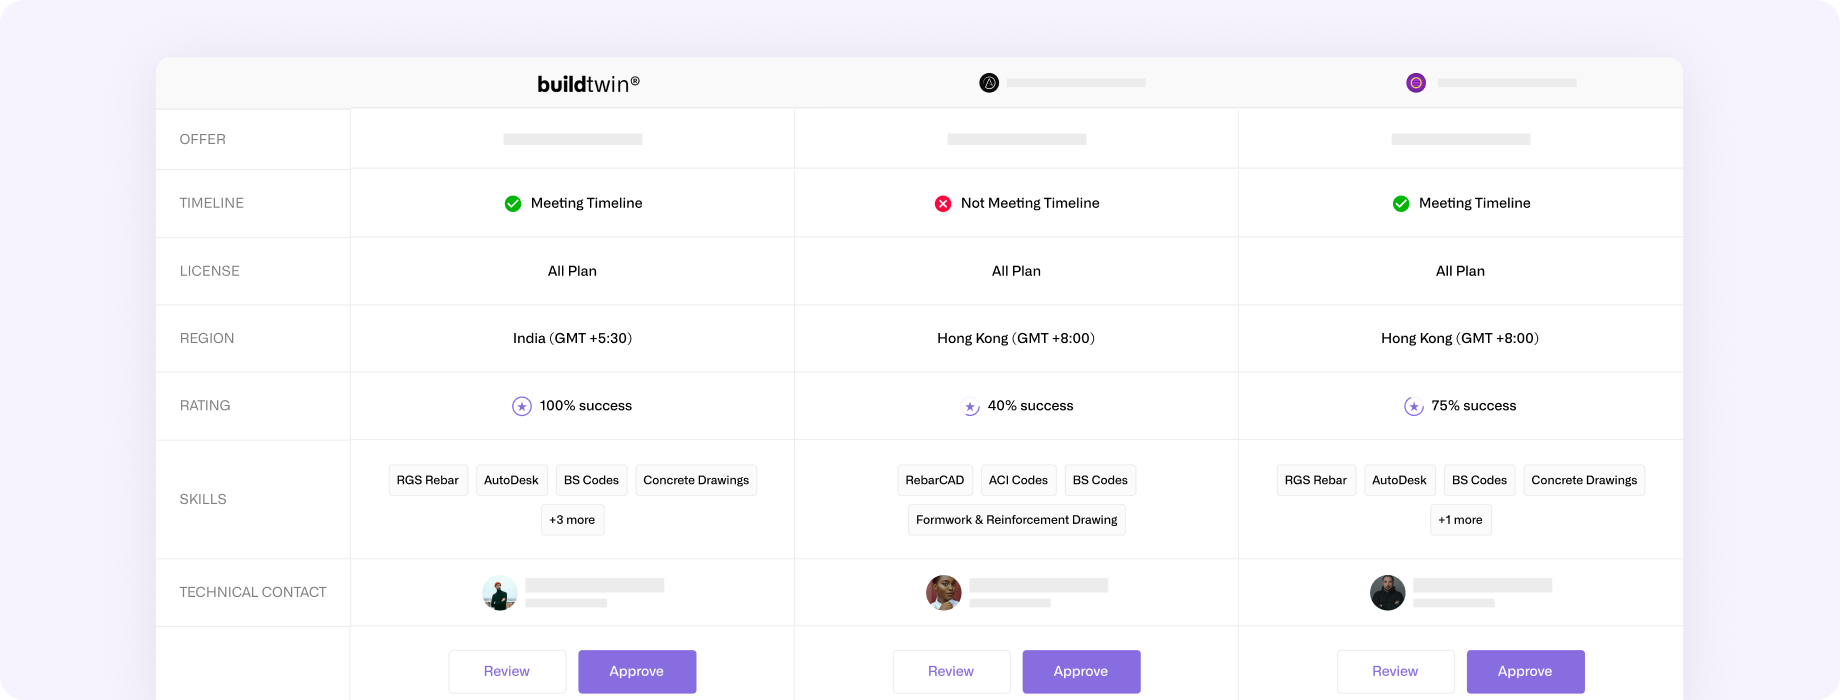 buildtwin®
OFFER
TIMELINE Meeting Timeline Not Meeting Timeline Meeting Timeline
LICENSE All Plan All Plan All Plan
REGION India (GMT +5:30) Hong Kong (GMT +8:00) Hong Kong (GMT +8:00)
RATING 100% success 40% success 75% success
RGS Rebar AutoDesk BS Codes Concrete Drawings RebarCAD ACI Codes BS Codes RGS Rebar AutoDesk BS Codes Concrete Drawings
SKILLS
+3 more Formwork & Reinforcement Drawing +1 more
TECHNICAL CONTACT
Review Approve Review Approve Review Approve